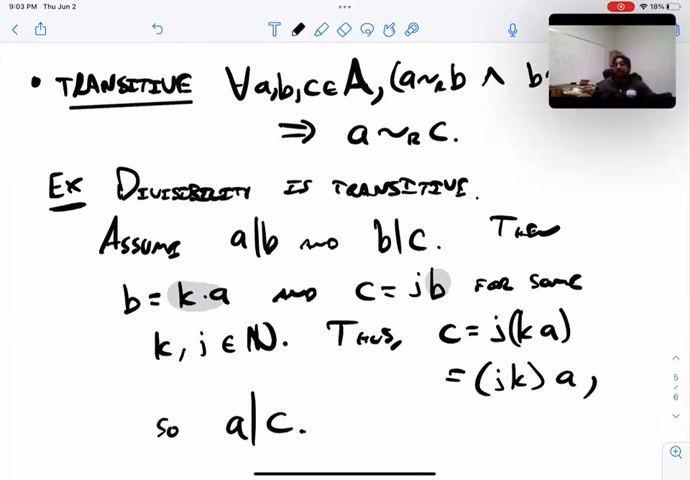 9:03 PM Thu Jun 2
18%
• TRANSITIVE ∀a,b,c∈A, (a~ᵣb ∧ b
⇒ a~ᵣc.
Ex DIVISIBILITY IS TRANSITIVE.
ASSUME a|b AND b|c. THEN
b = k·a AND c = jb FOR SOME
k, j ∈ ℕ. THUS, c = j(ka)
= (jk)a,
SO a|c.
5
/
6